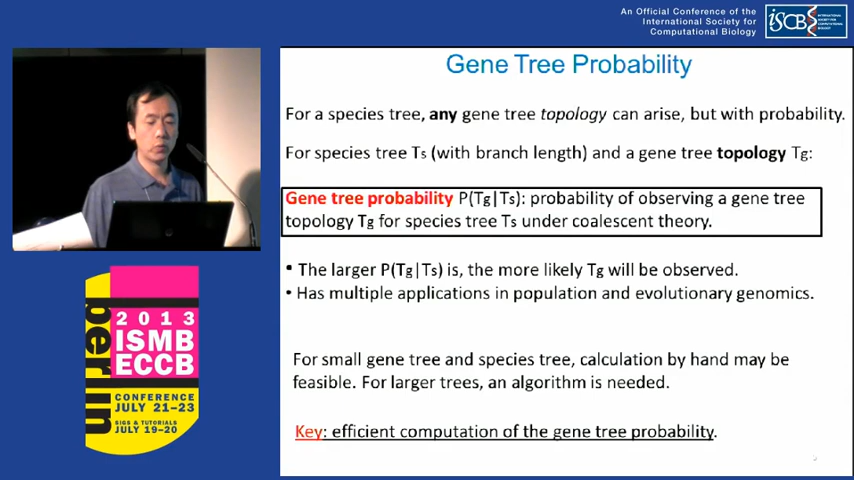 An Official Conference of the
International Society for
Computational Biology
ISCB
INTERNATIONAL
SOCIETY FOR
COMPUTATIONAL
BIOLOGY
Gene Tree Probability
For a species tree, any gene tree topology can arise, but with probability.
For species tree Ts (with branch length) and a gene tree topology Tg:
Gene tree probability P(Tg|Ts): probability of observing a gene tree
topology Tg for species tree Ts under coalescent theory.
▪ The larger P(Tg|Ts) is, the more likely Tg will be observed.
• Has multiple applications in population and evolutionary genomics.
For small gene tree and species tree, calculation by hand may be
feasible. For larger trees, an algorithm is needed.
Key: efficient computation of the gene tree probability.
berlin
2013
ISMB
ECCB
CONFERENCE
JULY 21-23
SIGS & TUTORIALS
JULY 19-20